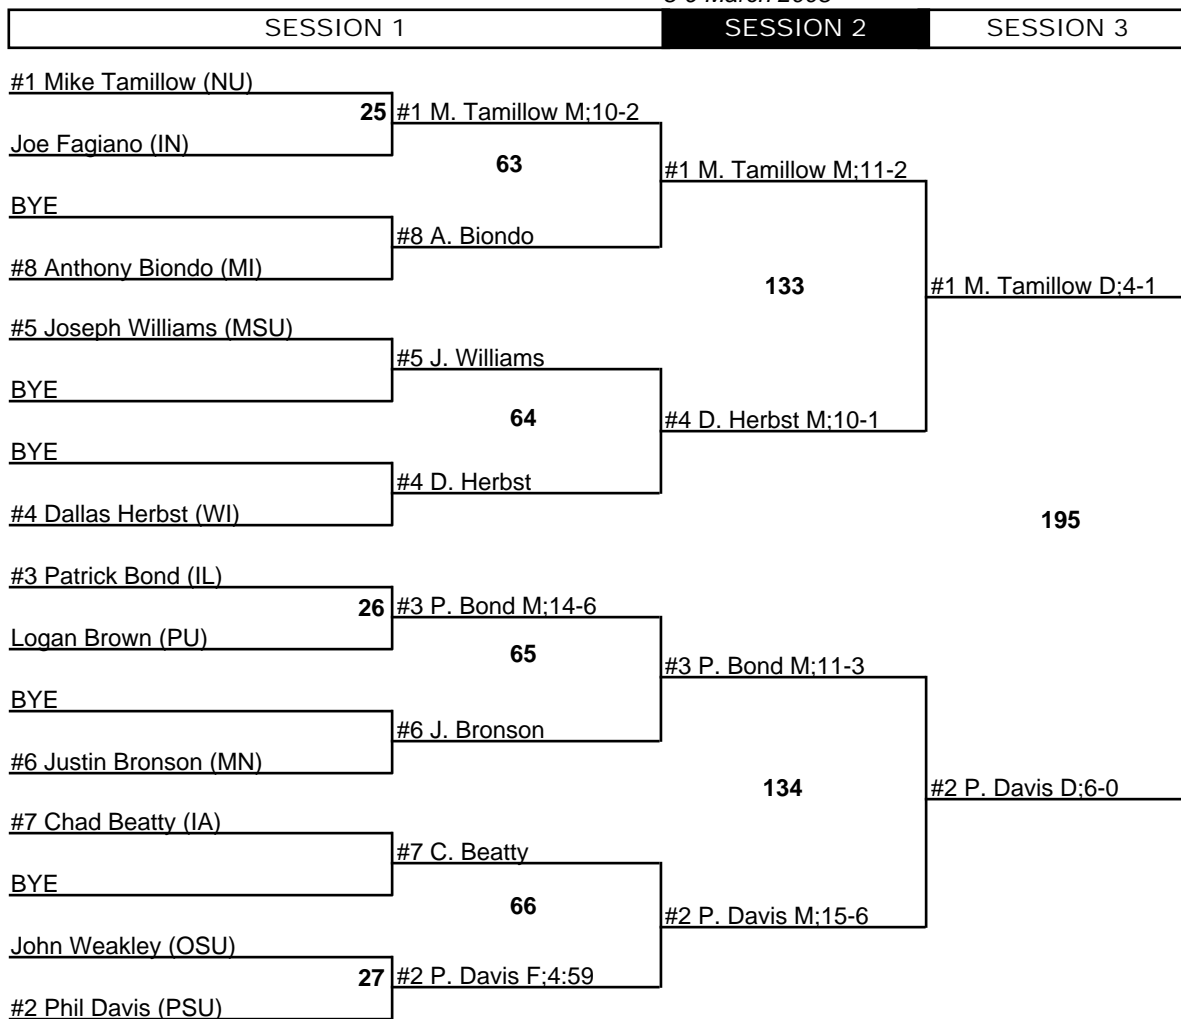 March
SESSION 1 SESSION 2 SESSION 3
#1 Mike Tamillow (NU)
25 #1 M. Tamillow M;10-2
Joe Fagiano (IN)
63
#1 M. Tamillow M;11-2
BYE
#8 A. Biondo
#8 Anthony Biondo (MI)
133
#1 M. Tamillow D;4-1
#5 Joseph Williams (MSU)
#5 J. Williams
BYE
64
#4 D. Herbst M;10-1
BYE
#4 D. Herbst
#4 Dallas Herbst (WI)
195
#3 Patrick Bond (IL)
26 #3 P. Bond M;14-6
Logan Brown (PU)
65
#3 P. Bond M;11-3
BYE
#6 J. Bronson
#6 Justin Bronson (MN)
134
#2 P. Davis D;6-0
#7 Chad Beatty (IA)
#7 C. Beatty
BYE
66
#2 P. Davis M;15-6
John Weakley (OSU)
27 #2 P. Davis F;4:59
#2 Phil Davis (PSU)